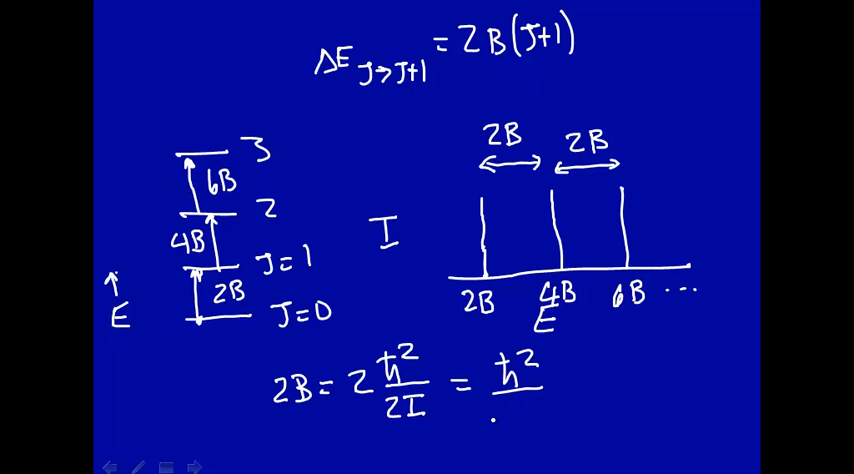 ΔE J→J+1 = 2B(J+1)
2B 2B
3
6B
2
4B
I
J=1
2B
E
J=0
2B 4B 6B ...
E
2B = 2 ħ²/2I = ħ²/